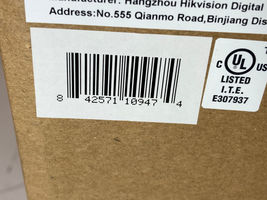 Manufacturer: Hangzhou Hikvision Digital
Address:No.555 Qianmo Road,Binjiang Dis
8 42571 10947 4
C UL US
LISTED
I.T.E.
E307937